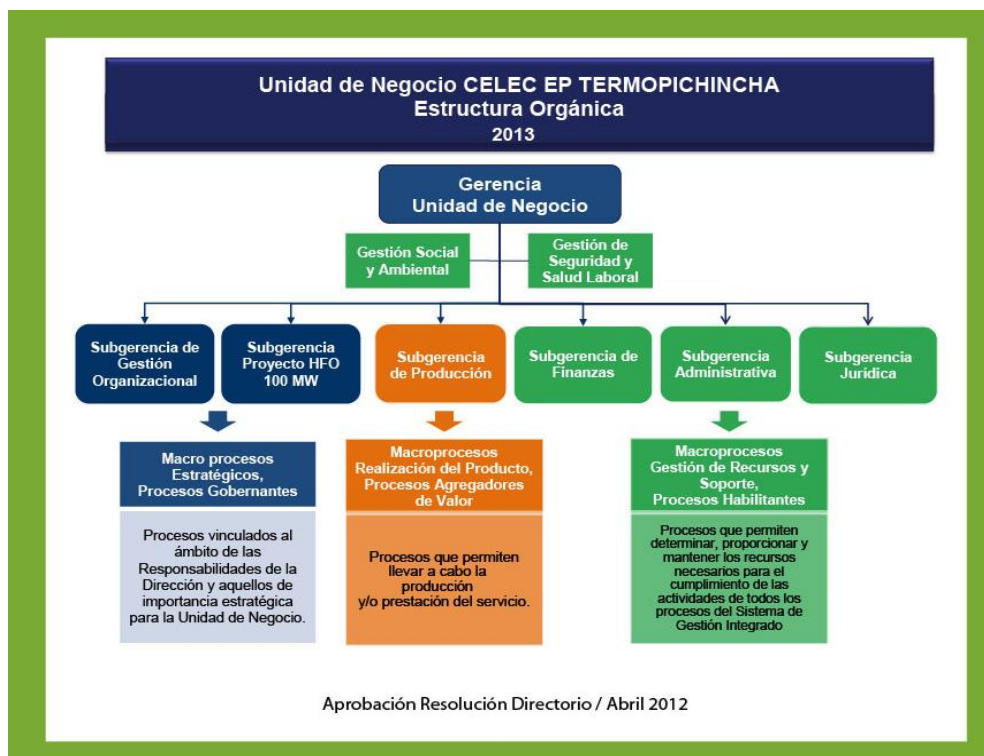 Unidad de Negocio CELEC EP TERMOPICHINCHA
Estructura Orgánica
2013
Gerencia
Unidad de Negocio
Gestión Social
y Ambiental
Gestión de
Seguridad y
Salud Laboral
Subgerencia de
Gestión
Organizacional
Subgerencia
Proyecto HFO
100 MW
Subgerencia
de Producción
Subgerencia de
Finanzas
Subgerencia
Administrativa
Subgerencia
Jurídica
Macro procesos
Estratégicos,
Procesos Gobernantes
Procesos vinculados al
ámbito de las
Responsabilidades de la
Dirección y aquellos de
importancia estratégica
para la Unidad de Negocio.
Macroprocesos
Realización del Producto,
Procesos Agregadores
de Valor
Procesos que permiten
llevar a cabo la
producción
y/o prestación del servicio.
Macroprocesos
Gestión de Recursos y
Soporte,
Procesos Habilitantes
Procesos que permiten
determinar, proporcionar y
mantener los recursos
necesarios para el
cumplimiento de las
actividades de todos los
procesos del Sistema de
Gestión Integrado
Aprobación Resolución Directorio / Abril 2012